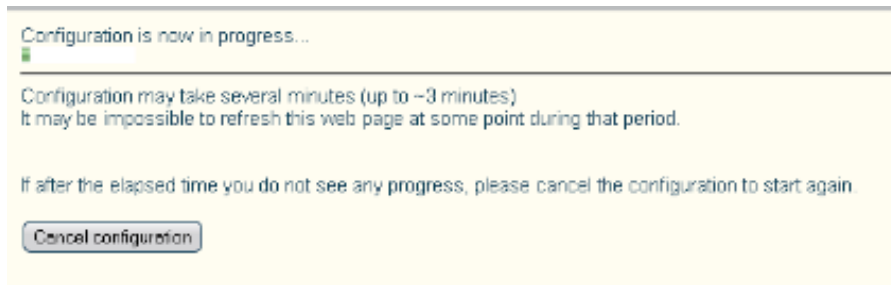 Configuration is now in progress...
Configuration may take several minutes (up to ~3 minutes)
It may be impossible to refresh this web page at some point during that period.
If after the elapsed time you do not see any progress, please cancel the configuration to start again.
Cancel configuration